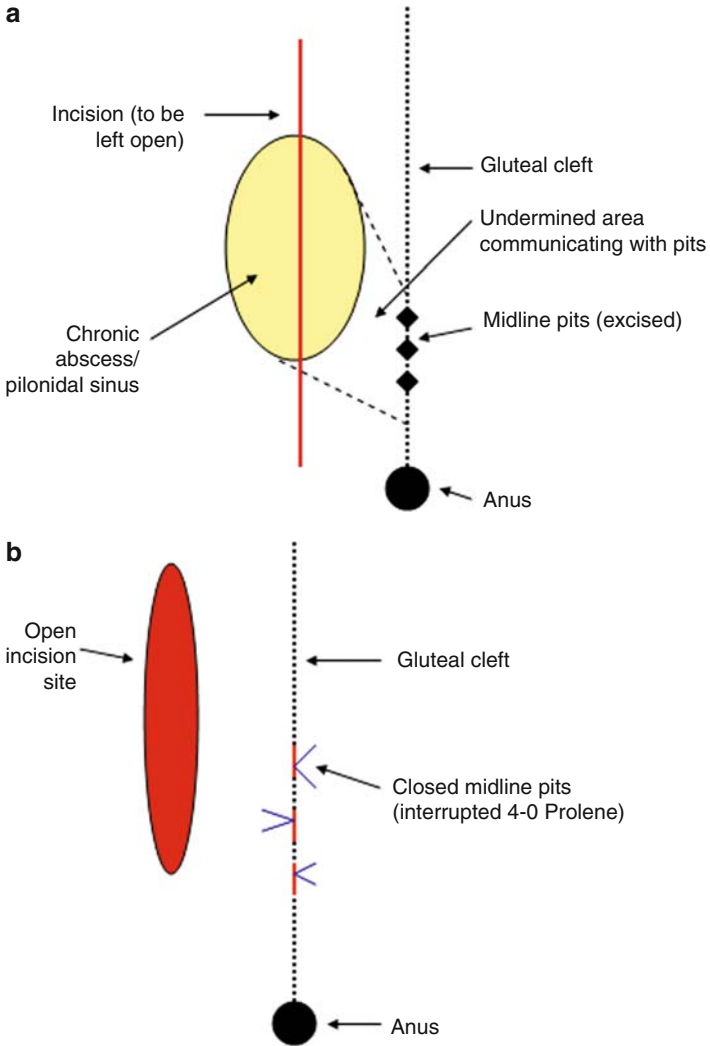 a
Incision (to be
left open)
Gluteal cleft
Undermined area
communicating with pits
Midline pits (excised)
Chronic
abscess/
pilonidal sinus
Anus
b
Open
incision
site
Gluteal cleft
Closed midline pits
(interrupted 4-0 Prolene)
Anus